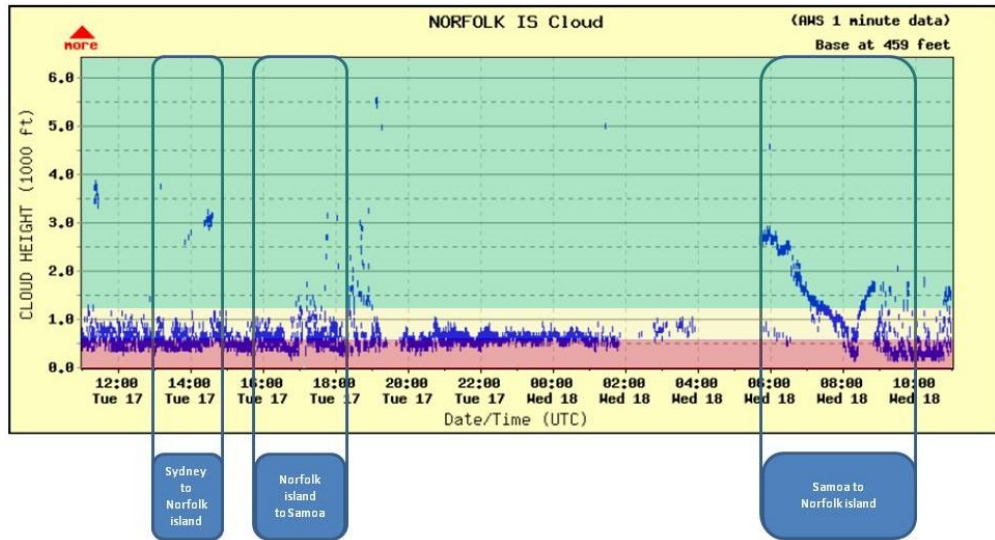 NORFOLK IS Cloud
(AWS 1 minute data)
more
Base at 459 feet
CLOUD HEIGHT (1000 ft)
6.0
5.0
4.0
3.0
2.0
1.0
0.0
12:00 14:00 16:00 18:00 20:00 22:00 00:00 02:00 04:00 06:00 08:00 10:00
Tue 17 Tue 17 Tue 17 Tue 17 Tue 17 Tue 17 Wed 18 Wed 18 Wed 18 Wed 18 Wed 18 Wed 18
Date/Time (UTC)
Sydney
to
Norfolk
island
Norfolk
island
to Samoa
Samoa to
Norfolk island